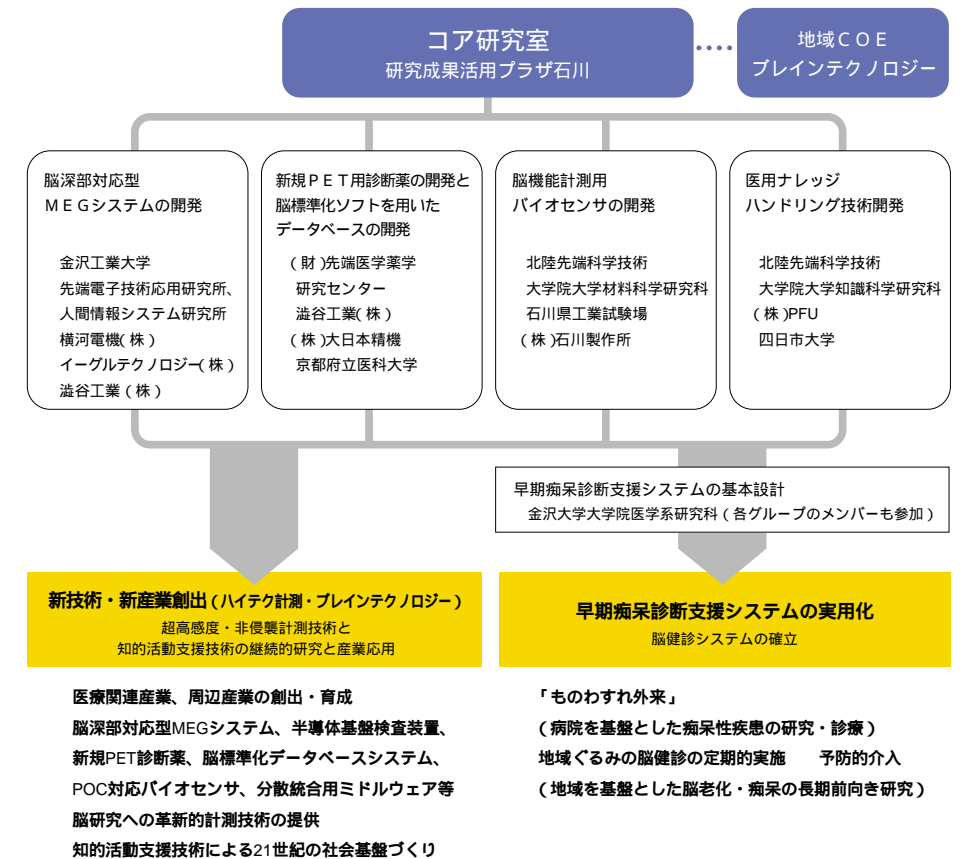 コア研究室
研究成果活用プラザ石川
地域ＣＯＥ
ブレインテクノロジー
脳深部対応型
ＭＥＧシステムの開発
金沢工業大学
先端電子技術応用研究所、
人間情報システム研究所
横河電機(株)
イーグルテクノロジー(株)
澁谷工業(株)
新規ＰＥＴ用診断薬の開発と
脳標準化ソフトを用いた
データベースの開発
(財)先端医学薬学
研究センター
澁谷工業(株)
(株)大日本精機
京都府立医科大学
脳機能計測用
バイオセンサの開発
北陸先端科学技術
大学院大学材料科学研究科
石川県工業試験場
(株)石川製作所
医用ナレッジ
ハンドリング技術開発
北陸先端科学技術
大学院大学知識科学研究科
(株)PFU
四日市大学
早期痴呆診断支援システムの基本設計
金沢大学大学院医学系研究科(各グループのメンバーも参加)
新技術・新産業創出(ハイテク計測・ブレインテクノロジー)
超高感度・非侵襲計測技術と
知的活動支援技術の継続的研究と産業応用
早期痴呆診断支援システムの実用化
脳健診システムの確立
医療関連産業、周辺産業の創出・育成
脳深部対応型MEGシステム、半導体基盤検査装置、
新規PET診断薬、脳標準化データベースシステム、
POC対応バイオセンサ、分散統合用ミドルウェア等
脳研究への革新的計測技術の提供
知的活動支援技術による21世紀の社会基盤づくり
「ものわすれ外来」
(病院を基盤とした痴呆性疾患の研究・診療)
地域ぐるみの脳健診の定期的実施　予防的介入
(地域を基盤とした脳老化・痴呆の長期前向き研究)